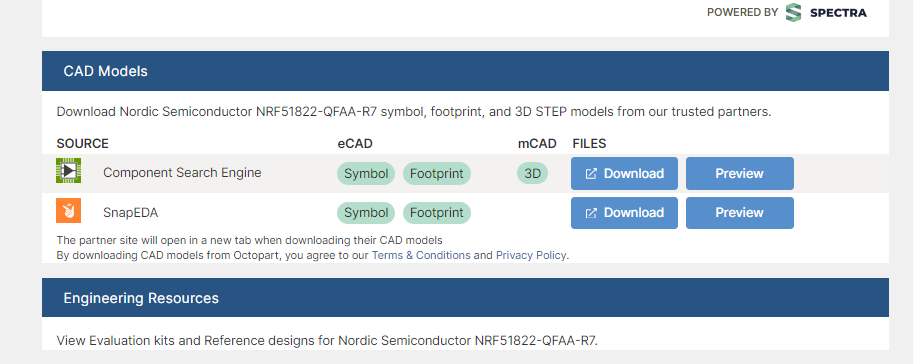 POWERED BY SPECTRA
CAD Models
Download Nordic Semiconductor NRF51822-QFAA-R7 symbol, footprint, and 3D STEP models from our trusted partners.
SOURCE eCAD mCAD FILES
Component Search Engine Symbol Footprint 3D Download Preview
SnapEDA Symbol Footprint Download Preview
The partner site will open in a new tab when downloading their CAD models
By downloading CAD models from Octopart, you agree to our Terms & Conditions and Privacy Policy.
Engineering Resources
View Evaluation kits and Reference designs for Nordic Semiconductor NRF51822-QFAA-R7.